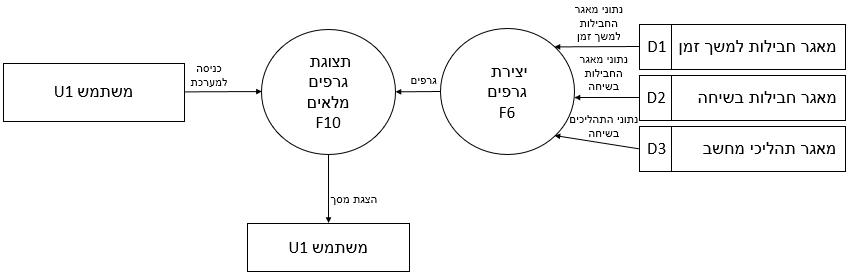 נתוני מאגר
החבילות
למשך זמן
D1 מאגר חבילות למשך זמן
נתוני מאגר
החבילות
בשיחה
D2 מאגר חבילות בשיחה
נתוני התהליכים
בשיחה
D3 מאגר תהליכי מחשב
יצירת
גרפים
F6
גרפים
תצוגת
גרפים
מלאים
F10
כניסה
למערכת
משתמש U1
הצגת מסך
משתמש U1